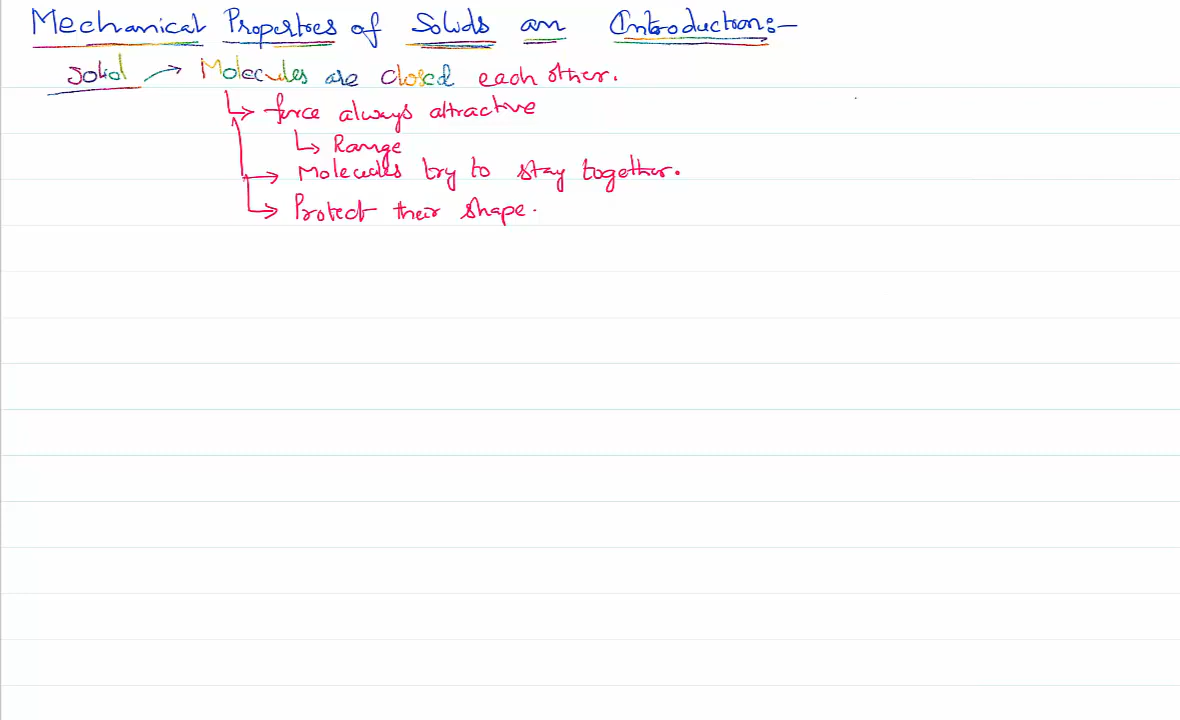 Mechanical Properties of Solids an Introduction:-
Solid → Molecules are closed each other.
↳ force always attractive
↳ Range
→ Molecules try to stay together.
↳ Protect their shape.